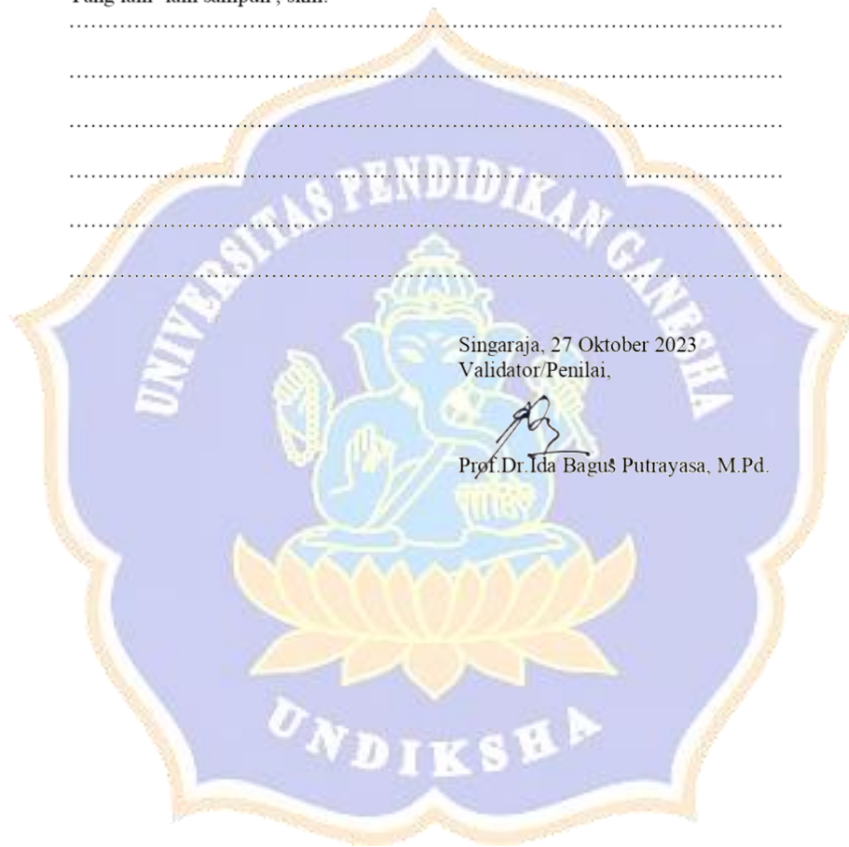 ........................................................................................................................
........................................................................................................................
........................................................................................................................
........................................................................................................................
........................................................................................................................
........................................................................................................................
UNIVERSITAS PENDIDIKAN GANESHA
Singaraja, 27 Oktober 2023
Validator/Penilai,
Prof.Dr.Ida Bagus Putrayasa, M.Pd.
UNDIKSHA